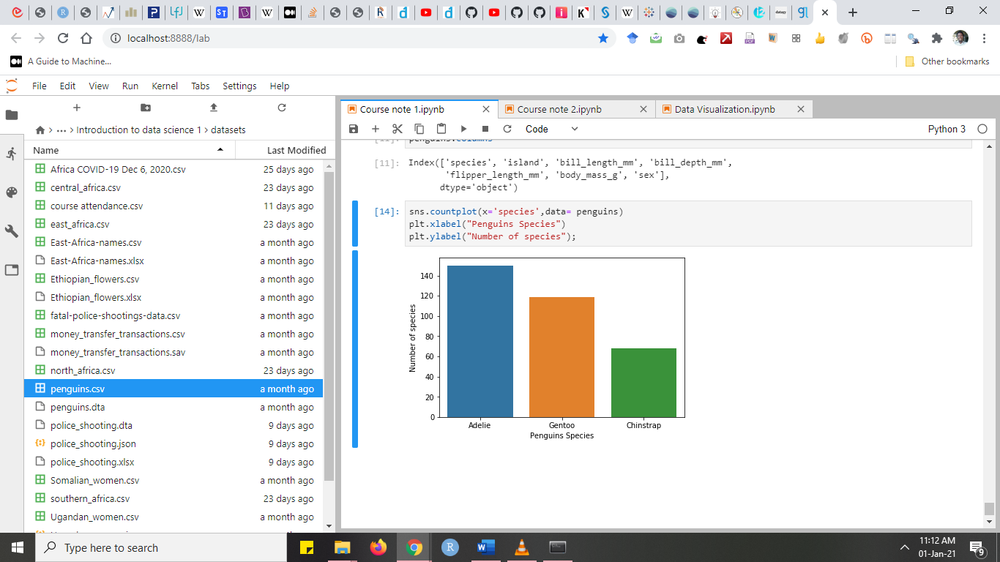 localhost:8888/lab
A Guide to Machine...
Other bookmarks
File Edit View Run Kernel Tabs Settings Help
… Introduction to data science 1 datasets
Name Last Modified
Africa COVID-19 Dec 6, 2020.csv 25 days ago
central_africa.csv 23 days ago
course attendance.csv 11 days ago
east_africa.csv 23 days ago
East-Africa-names.csv a month ago
East-Africa-names.xlsx a month ago
Ethiopian_flowers.csv a month ago
Ethiopian_flowers.xlsx a month ago
fatal-police-shootings-data.csv a month ago
money_transfer_transactions.csv a month ago
money_transfer_transactions.sav a month ago
north_africa.csv 23 days ago
penguins.csv a month ago
penguins.dta a month ago
police_shooting.dta 9 days ago
police_shooting.json 9 days ago
police_shooting.xlsx 9 days ago
Somalian_women.csv a month ago
southern_africa.csv 23 days ago
Ugandan_women.csv a month ago
Course note 1.ipynb
Course note 2.ipynb
Data Visualization.ipynb
Code
Python 3
[11]: Index(['species', 'island', 'bill_length_mm', 'bill_depth_mm',
'flipper_length_mm', 'body_mass_g', 'sex'],
dtype='object')
[14]: sns.countplot(x='species',data= penguins)
plt.xlabel("Penguins Species")
plt.ylabel("Number of species");
Number of species
140
120
100
80
60
40
20
0
Adelie Gentoo Chinstrap
Penguins Species
Type here to search
11:12 AM
01-Jan-21
9